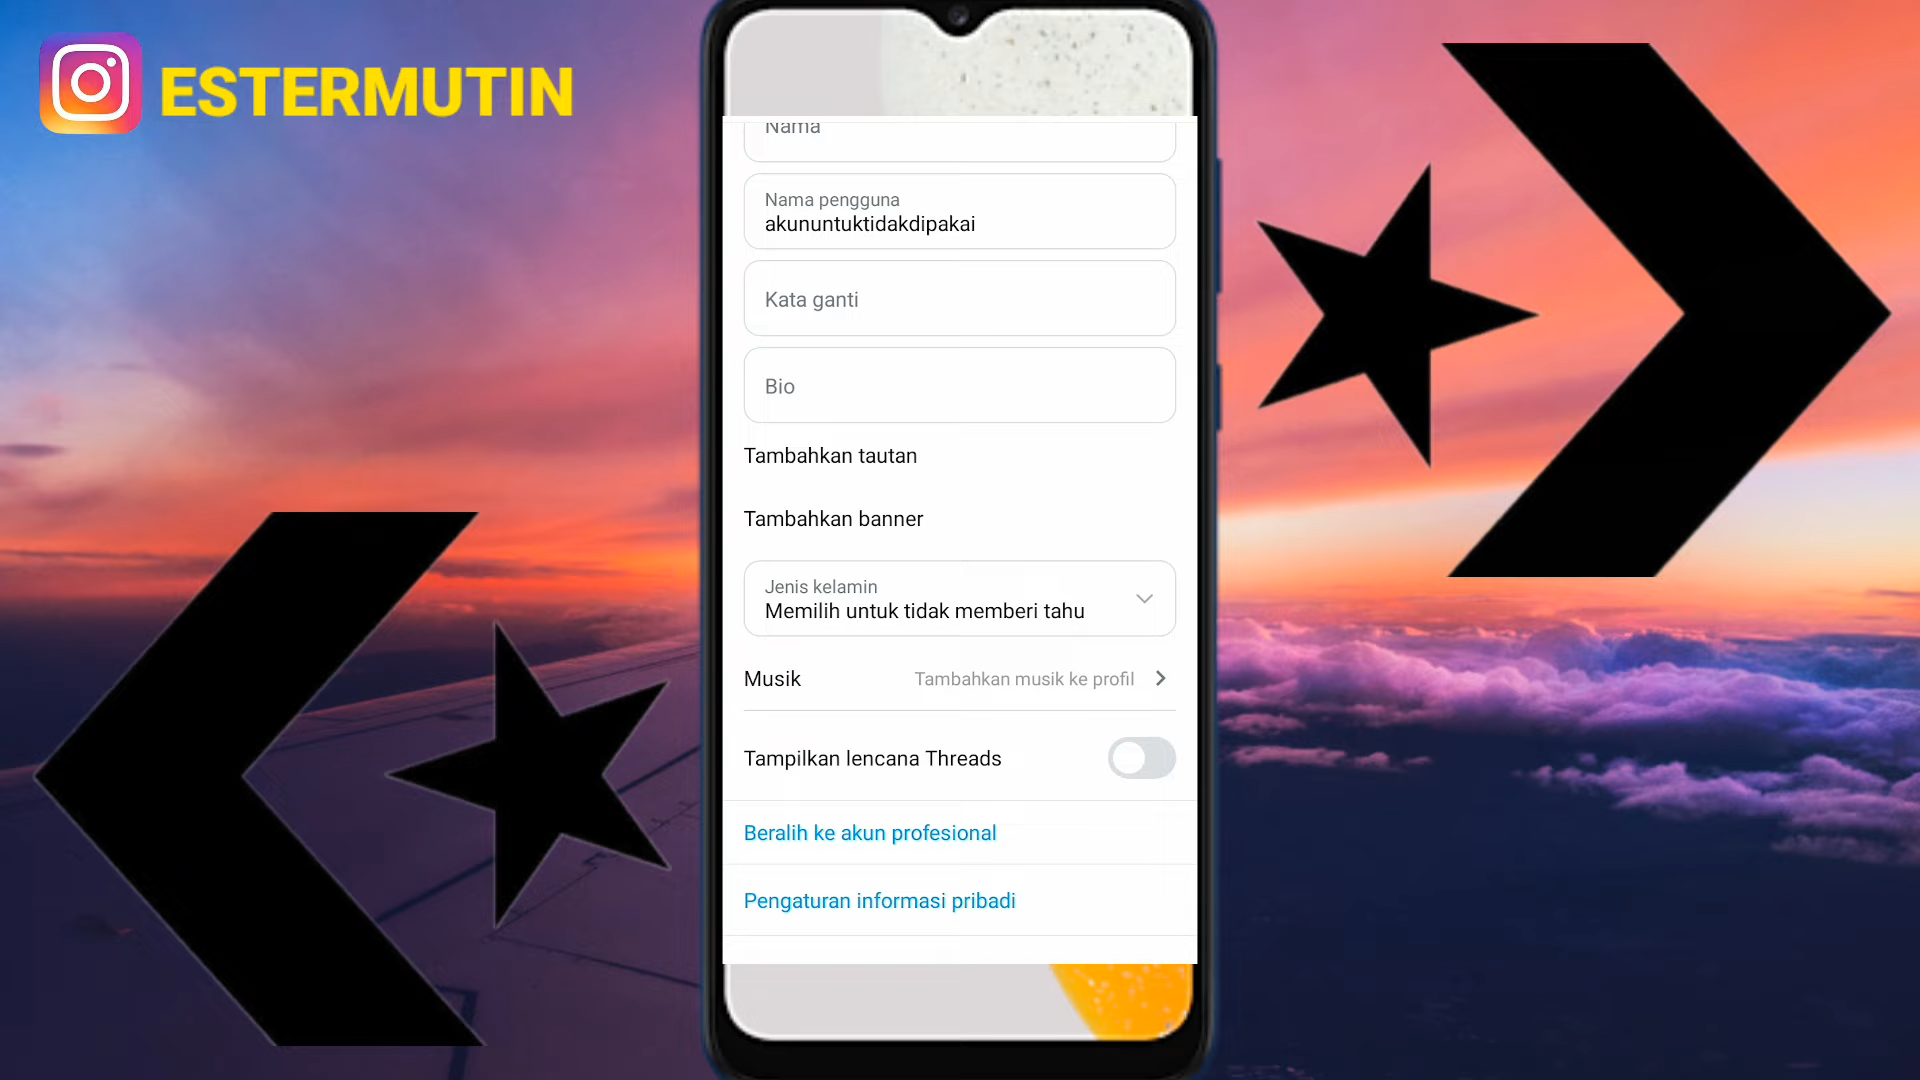 ESTERMUTIN
Nama
Nama pengguna
akununtuktidakdipakai
Kata ganti
Bio
Tambahkan tautan
Tambahkan banner
Jenis kelamin
Memilih untuk tidak memberi tahu
Musik Tambahkan musik ke profil
Tampilkan lencana Threads
Beralih ke akun profesional
Pengaturan informasi pribadi